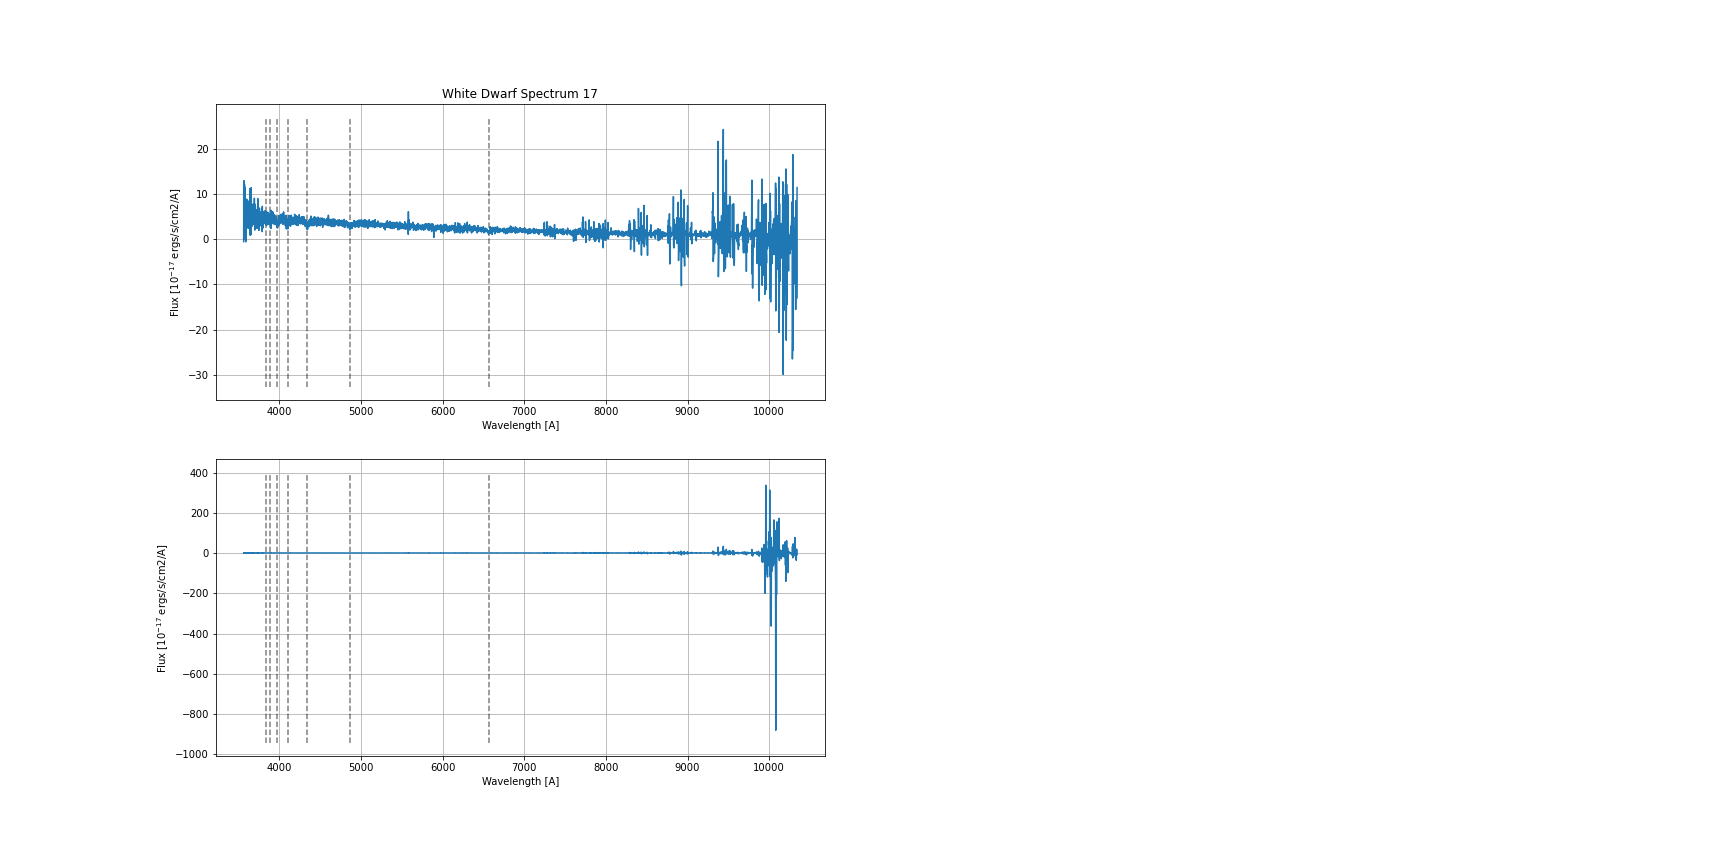 White Dwarf Spectrum 17
20
10
0
−10
−20
−30
Flux [10⁻¹⁷ ergs/s/cm2/A]
4000 5000 6000 7000 8000 9000 10000
Wavelength [A]
400
200
0
−200
−400
−600
−800
−1000
Flux [10⁻¹⁷ ergs/s/cm2/A]
4000 5000 6000 7000 8000 9000 10000
Wavelength [A]